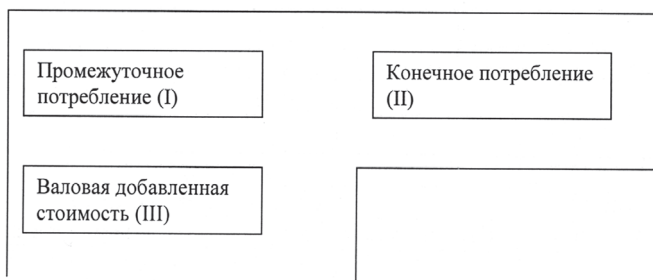 Промежуточное
потребление (I)
Конечное потребление
(II)
Валовая добавленная
стоимость (III)